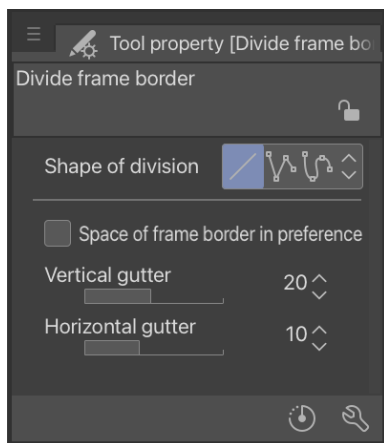 Tool property [Divide frame bo
Divide frame border
Shape of division
Space of frame border in preference
Vertical gutter 20
Horizontal gutter 10